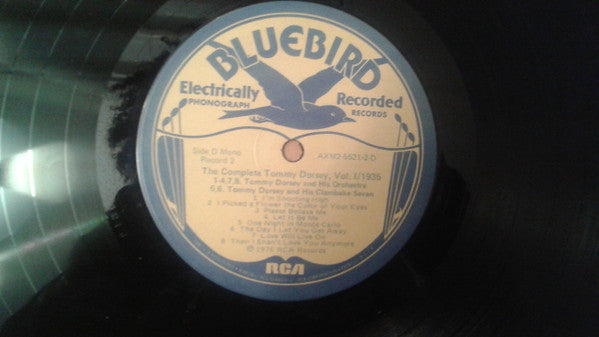 BLUEBIRD
Electrically Recorded
PHONOGRAPH RECORDS
Side D Mono
Record 2
AXM2-5521-2-D
The Complete Tommy Dorsey, Vol. I/1935
1-4,7,8. Tommy Dorsey and His Orchestra
5,6. Tommy Dorsey and His Clambake Seven
1 I'm Shooting High
2 I Picked a Flower the Color of Your Eyes
3 Please Believe Me
4 Let It Be Me
5 One Night in Monte Carlo
6 The Day I Let You Get Away
7 Love Will Live On
8 Then I Shan't Love You Anymore
℗ 1976 RCA Records
RCA